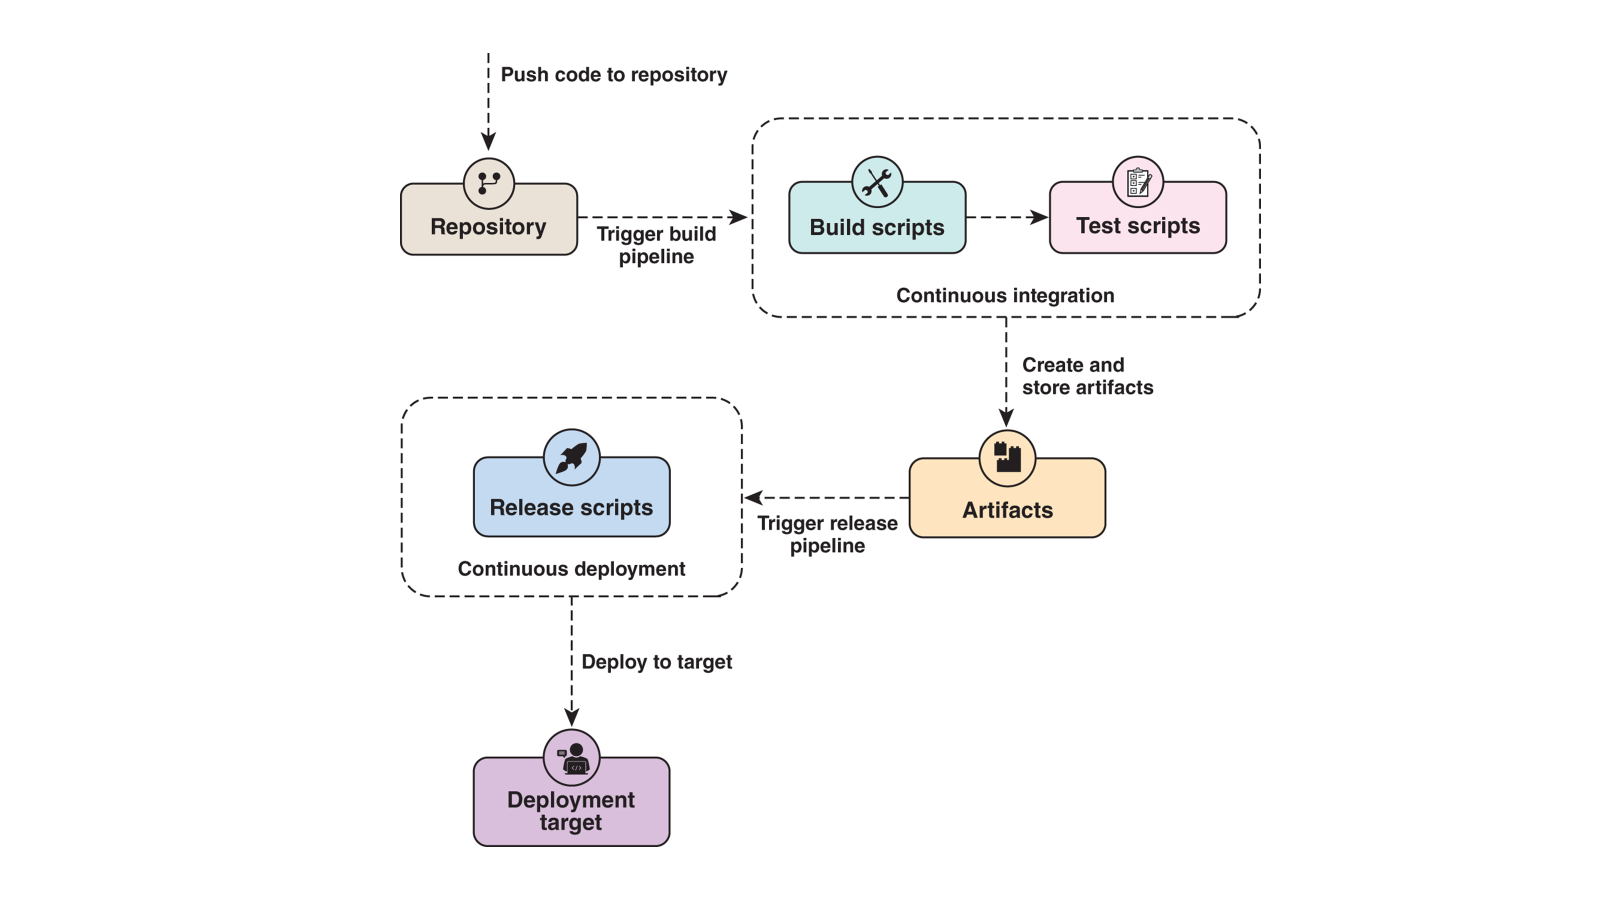 Push code to repository
Repository
Trigger build
pipeline
Build scripts
Test scripts
Continuous integration
Create and
store artifacts
Artifacts
Trigger release
pipeline
Release scripts
Continuous deployment
Deploy to target
Deployment
target